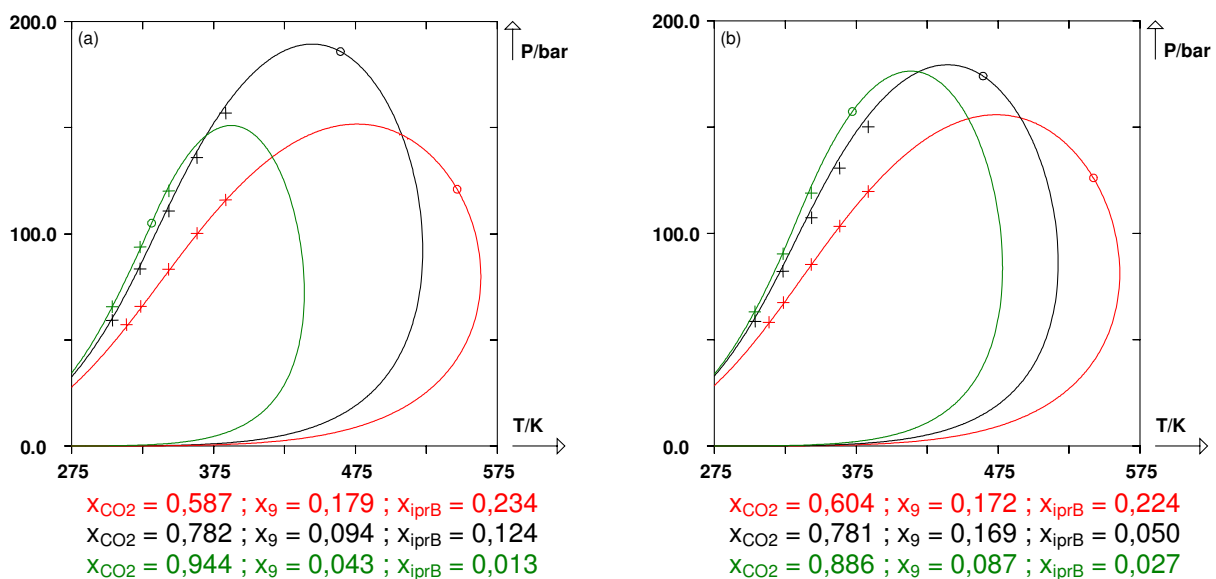 200.0
(a)
P/bar
100.0
0.0
T/K
275 375 475 575
xCO2 = 0,587 ; x9 = 0,179 ; xiprB = 0,234
xCO2 = 0,782 ; x9 = 0,094 ; xiprB = 0,124
xCO2 = 0,944 ; x9 = 0,043 ; xiprB = 0,013
200.0
(b)
P/bar
100.0
0.0
T/K
275 375 475 575
xCO2 = 0,604 ; x9 = 0,172 ; xiprB = 0,224
xCO2 = 0,781 ; x9 = 0,169 ; xiprB = 0,050
xCO2 = 0,886 ; x9 = 0,087 ; xiprB = 0,027